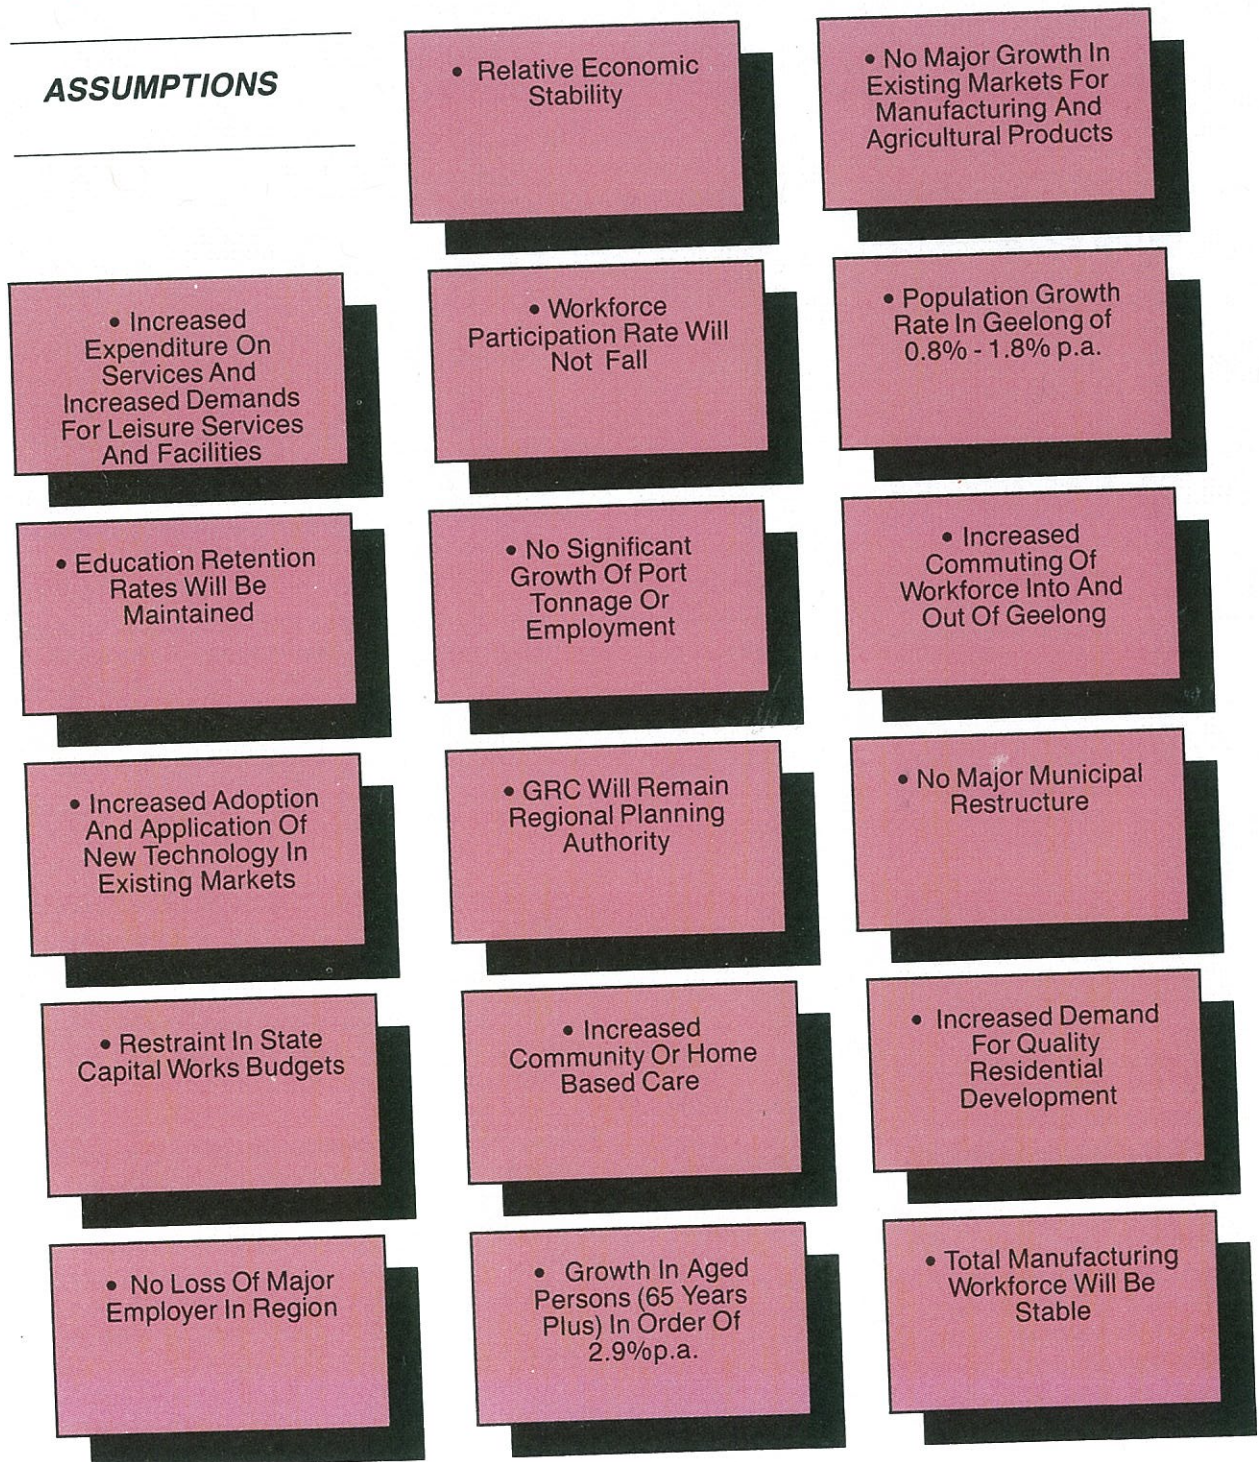 ASSUMPTIONS
• Relative Economic
Stability
• No Major Growth In
Existing Markets For
Manufacturing And
Agricultural Products
• Increased
Expenditure On
Services And
Increased Demands
For Leisure Services
And Facilities
• Workforce
Participation Rate Will
Not Fall
• Population Growth
Rate In Geelong of
0.8% - 1.8% p.a.
• Education Retention
Rates Will Be
Maintained
• No Significant
Growth Of Port
Tonnage Or
Employment
• Increased
Commuting Of
Workforce Into And
Out Of Geelong
• Increased Adoption
And Application Of
New Technology In
Existing Markets
• GRC Will Remain
Regional Planning
Authority
• No Major Municipal
Restructure
• Restraint In State
Capital Works Budgets
• Increased
Community Or Home
Based Care
• Increased Demand
For Quality
Residential
Development
• No Loss Of Major
Employer In Region
• Growth In Aged
Persons (65 Years
Plus) In Order Of
2.9%p.a.
• Total Manufacturing
Workforce Will Be
Stable